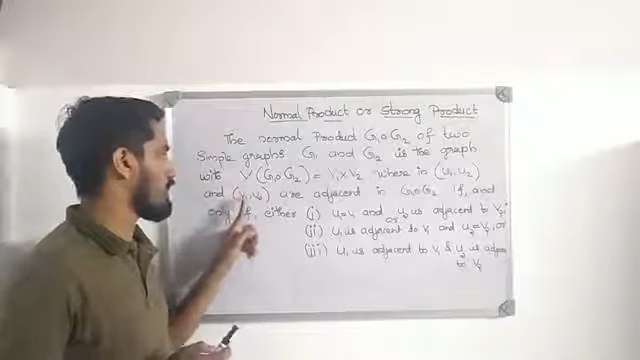 Normal Product or Strong Product
The normal product G₁∘G₂ of two
Simple graphs G₁ and G₂ is the graph
with V(G₁∘G₂) = V₁×V₂ where in (u₁,u₂)
and (v₁,v₂) are adjacent in G₁∘G₂ if, and
only if, either (i) u₁=v₁ and u₂ is adjacent to v₂, or
(ii) u₁ is adjacent to v₁ and u₂=v₂, or
(iii) u₁ is adjacent to v₁ & u₂ is adjacent
to v₂